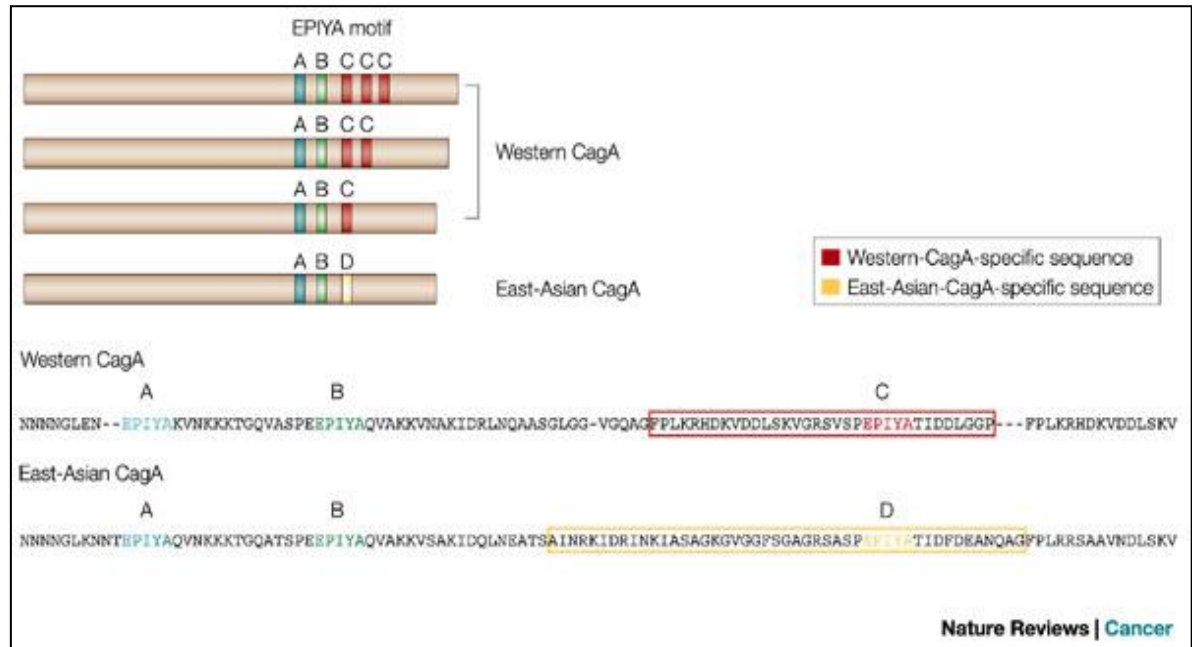 EPIYA motif
A B C C C
A B C C
Western CagA
A B C
A B D
East-Asian CagA
Western-CagA-specific sequence
East-Asian-CagA-specific sequence
Western CagA
A B C
NNNNGLEN--EPIYAKVNKKKTGQVASPEEPIYAQVAKKVNAKIDRLNQAASGLGG-VGQAGFPLKRHDKVDDLSKVGRSVSPEPIYATIDDLGGP---FPLKRHDKVDDLSKV
East-Asian CagA
A B D
NNNNGLKNNTEPIYAQVNKKKTGQATSPEEPIYAQVAKKVSAKIDQLNEATSAINRKIDRINKIASAGKGVGGFSGAGRSASPEPIYATIDFDEANQAGFPLRRSAAVNDLSKV
Nature Reviews | Cancer